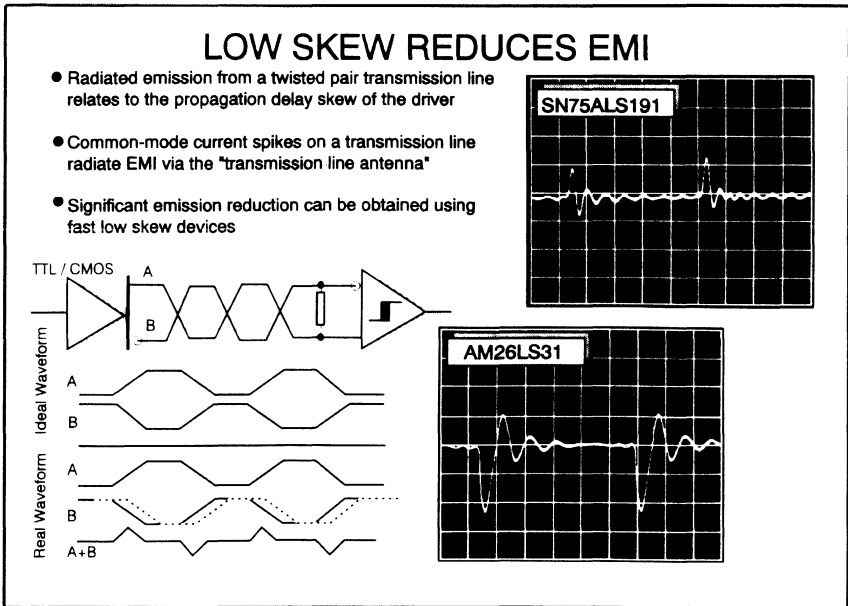 LOW SKEW REDUCES EMI
● Radiated emission from a twisted pair transmission line
relates to the propagation delay skew of the driver
● Common-mode current spikes on a transmission line
radiate EMI via the "transmission line antenna"
● Significant emission reduction can be obtained using
fast low skew devices
SN75ALS191
TTL / CMOS
A
B
AM26LS31
Ideal Waveform
A
B
Real Waveform
A
B
A+B